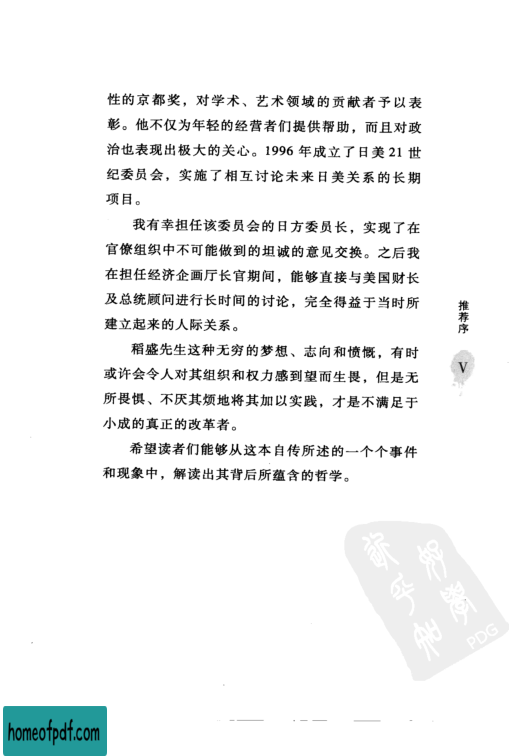 性的京都奖，对学术、艺术领域的贡献者予以表
彰。他不仅为年轻的经营者们提供帮助，而且对政
治也表现出极大的关心。1996 年成立了日美 21 世
纪委员会，实施了相互讨论未来日美关系的长期
项目。
我有幸担任该委员会的日方委员长，实现了在
官僚组织中不可能做到的坦诚的意见交换。之后我
在担任经济企画厅长官期间，能够直接与美国财长
及总统顾问进行长时间的讨论，完全得益于当时所
建立起来的人际关系。
稻盛先生这种无穷的梦想、志向和愤慨，有时
或许会令人对其组织和权力感到望而生畏，但是无
所畏惧、不厌其烦地将其加以实践，才是不满足于
小成的真正的改革者。
希望读者们能够从这本自传所述的一个个事件
和现象中，解读出其背后所蕴含的哲学。
推荐序
V
PDG
homeofpdf.com